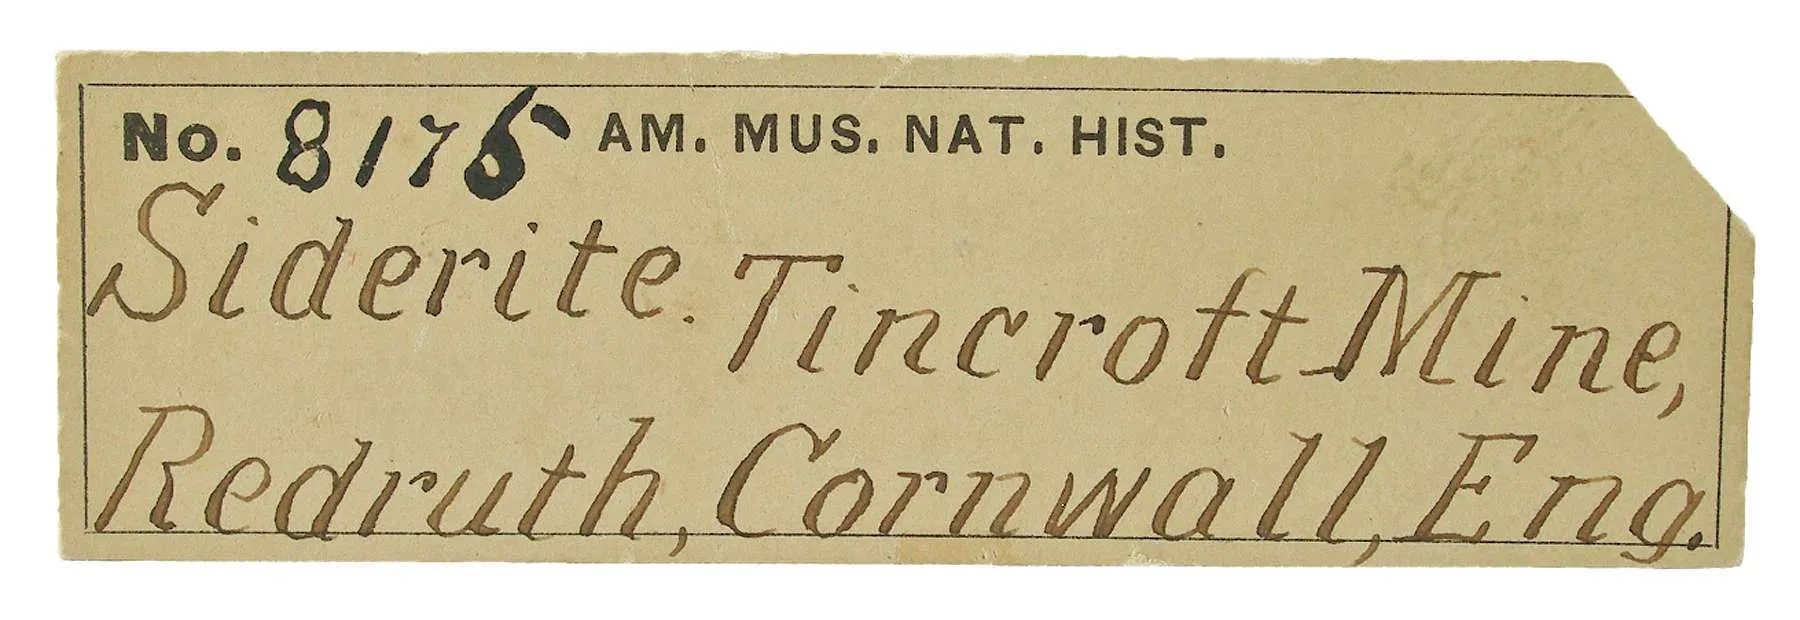 No. 8175 AM. MUS. NAT. HIST.
Siderite. Tincroft Mine,
Redruth, Cornwall, Eng.